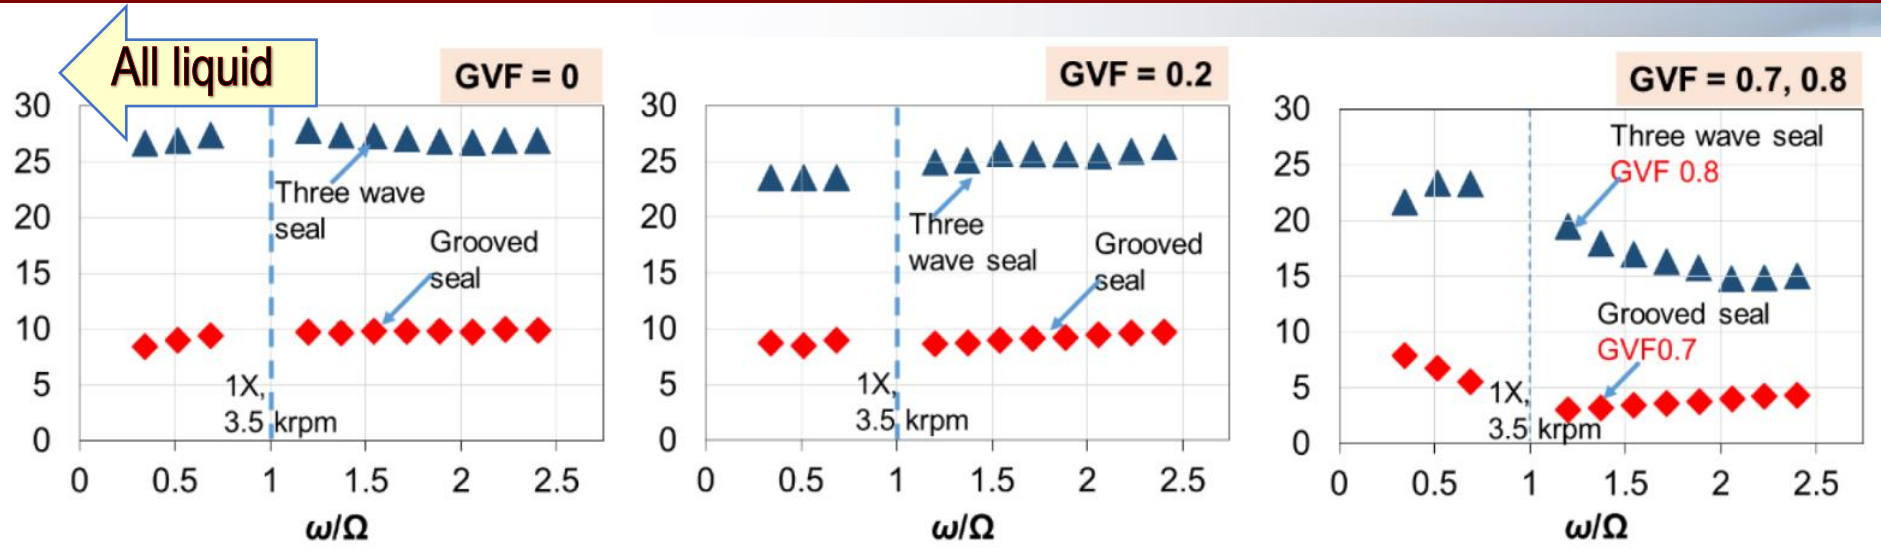 All liquid
GVF = 0
30
25
20
15
10
5
0
Three wave
seal
Grooved
seal
1X,
3.5 krpm
0 0.5 1 1.5 2 2.5
ω/Ω
GVF = 0.2
30
25
20
15
10
5
0
Three
wave seal
Grooved
seal
1X,
3.5 krpm
0 0.5 1 1.5 2 2.5
ω/Ω
GVF = 0.7, 0.8
30
25
20
15
10
5
0
Three wave seal
GVF 0.8
Grooved seal
GVF0.7
1X,
3.5 krpm
0 0.5 1 1.5 2 2.5
ω/Ω